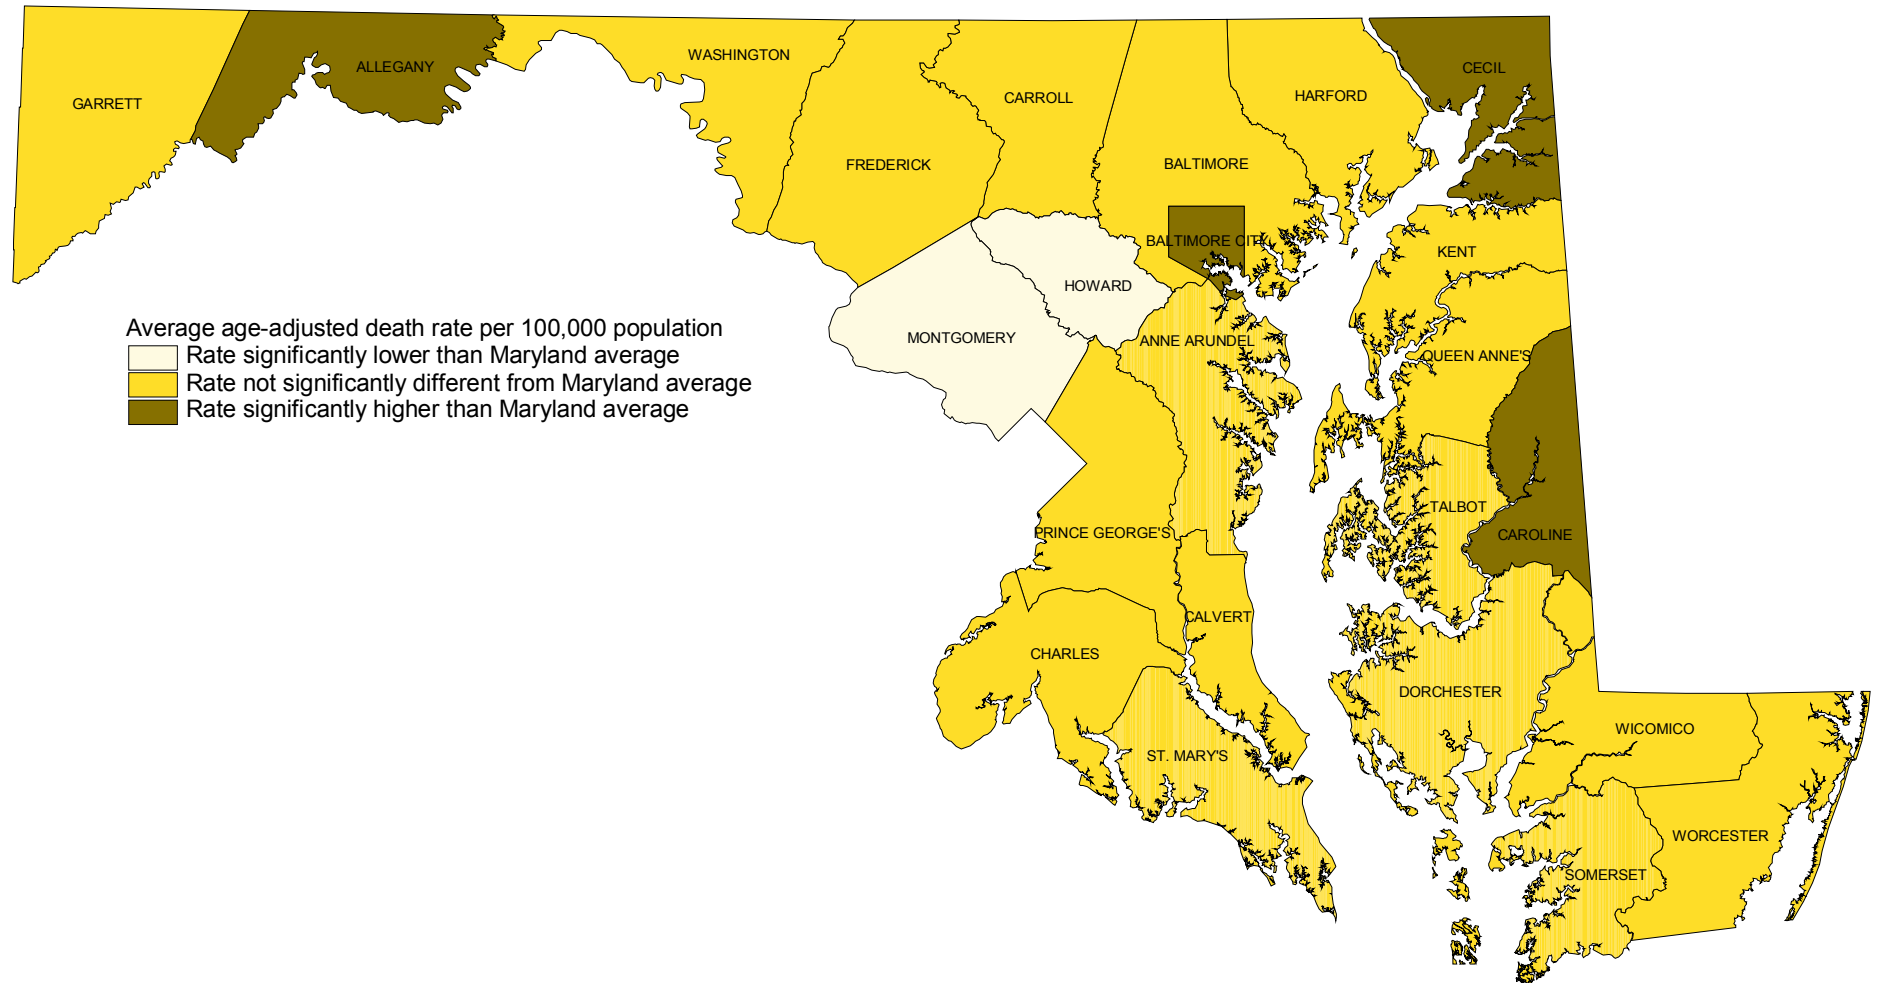 WASHINGTON
ALLEGANY
CECIL
GARRETT
CARROLL
HARFORD
FREDERICK
BALTIMORE
BALTIMORE CITY
KENT
HOWARD
MONTGOMERY
ANNE ARUNDEL
QUEEN ANNE'S
Average age-adjusted death rate per 100,000 population
Rate significantly lower than Maryland average
Rate not significantly different from Maryland average
Rate significantly higher than Maryland average
TALBOT
PRINCE GEORGE'S
CAROLINE
CALVERT
CHARLES
DORCHESTER
WICOMICO
ST. MARY'S
WORCESTER
SOMERSET